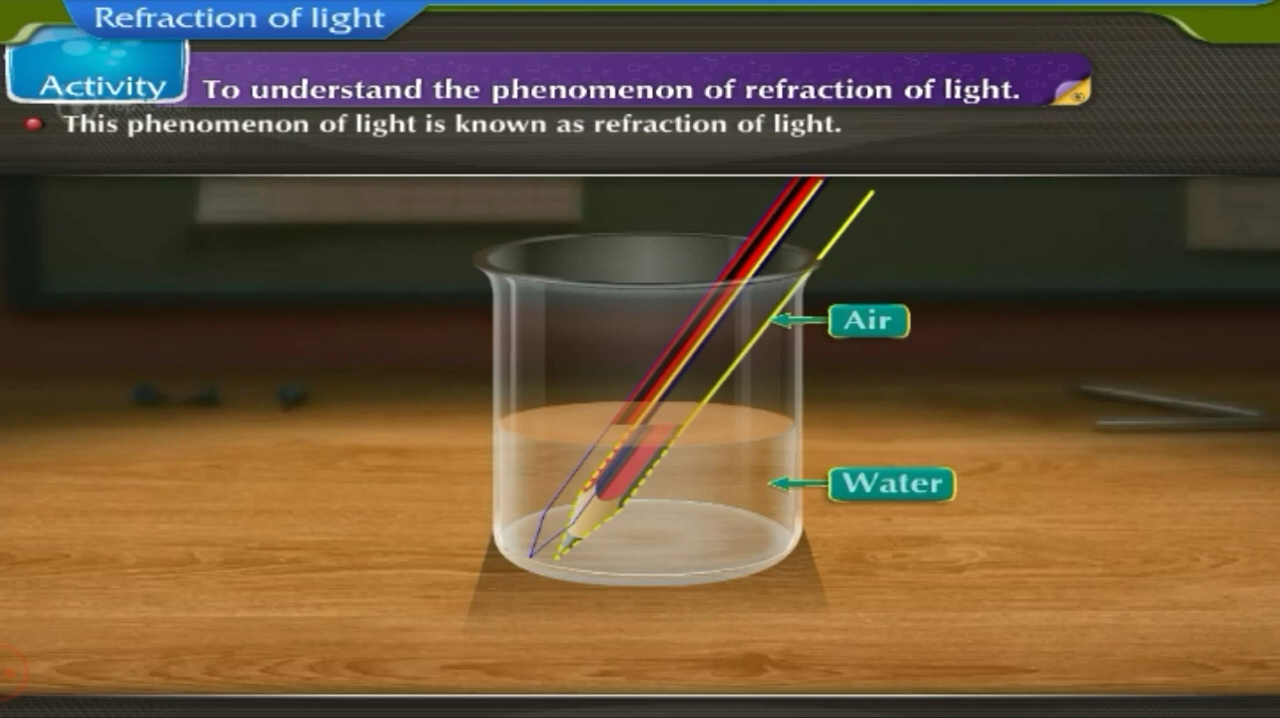 Refraction of light
Activity
To understand the phenomenon of refraction of light.
This phenomenon of light is known as refraction of light.
Air
Water